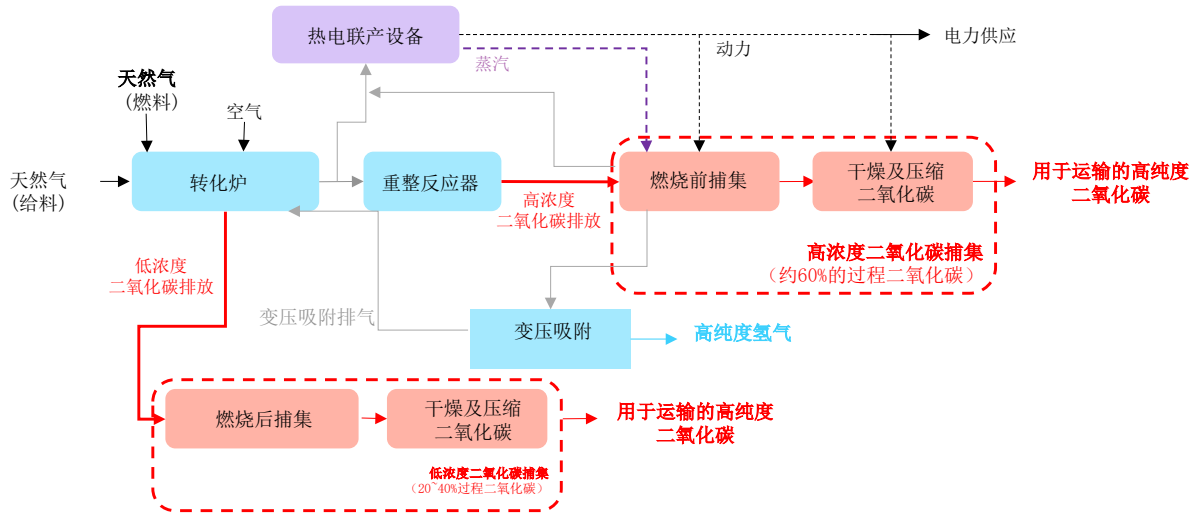 热电联产设备
电力供应
动力
蒸汽
天然气
(燃料)
空气
天然气
(给料)
转化炉
重整反应器
高浓度
二氧化碳排放
燃烧前捕集
干燥及压缩
二氧化碳
用于运输的高纯度
二氧化碳
高浓度二氧化碳捕集
（约60%的过程二氧化碳）
低浓度
二氧化碳排放
变压吸附排气
变压吸附
高纯度氢气
燃烧后捕集
干燥及压缩
二氧化碳
用于运输的高纯度
二氧化碳
低浓度二氧化碳捕集
（20~40%过程二氧化碳）